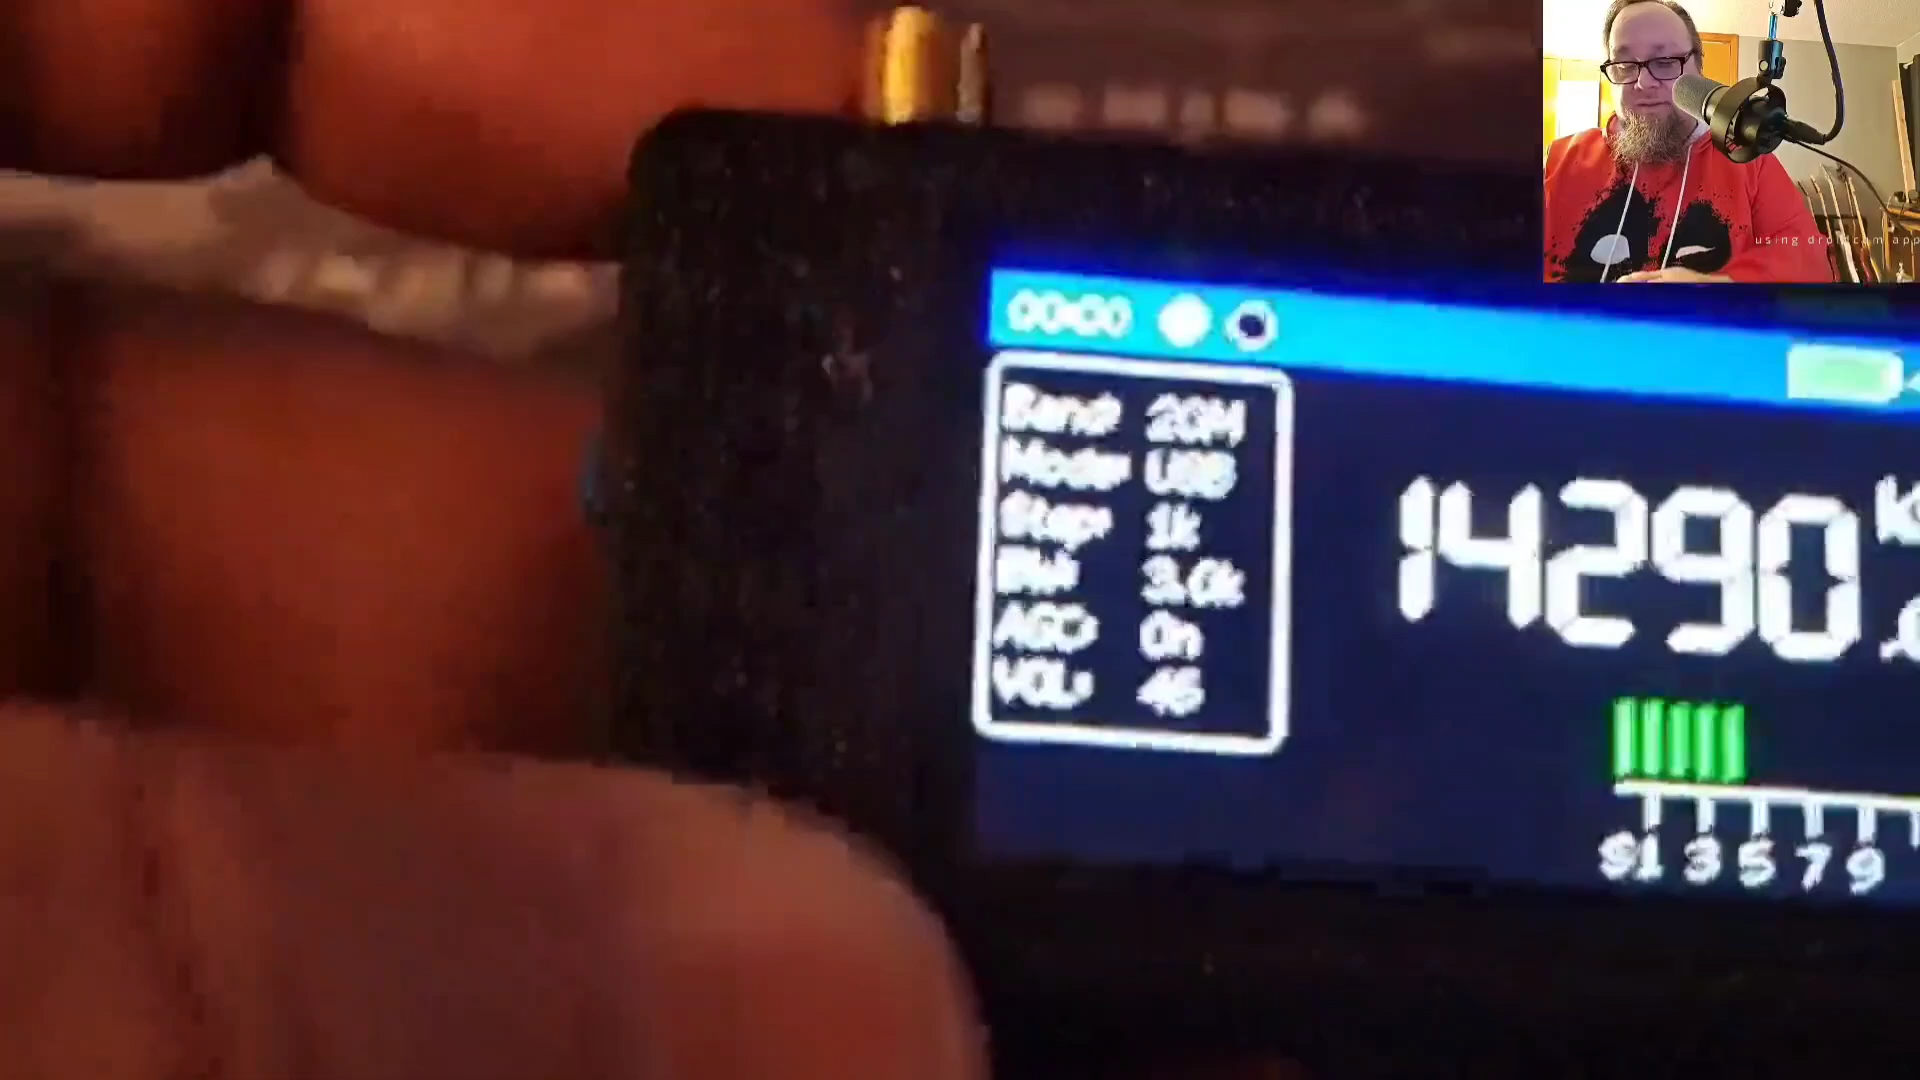 00:00
using droidcam app
Band: 20M
Mode: USB
Step: 1k
BW: 3.0k
AGC: On
VOL: 46
14290
S1 3 5 7 9